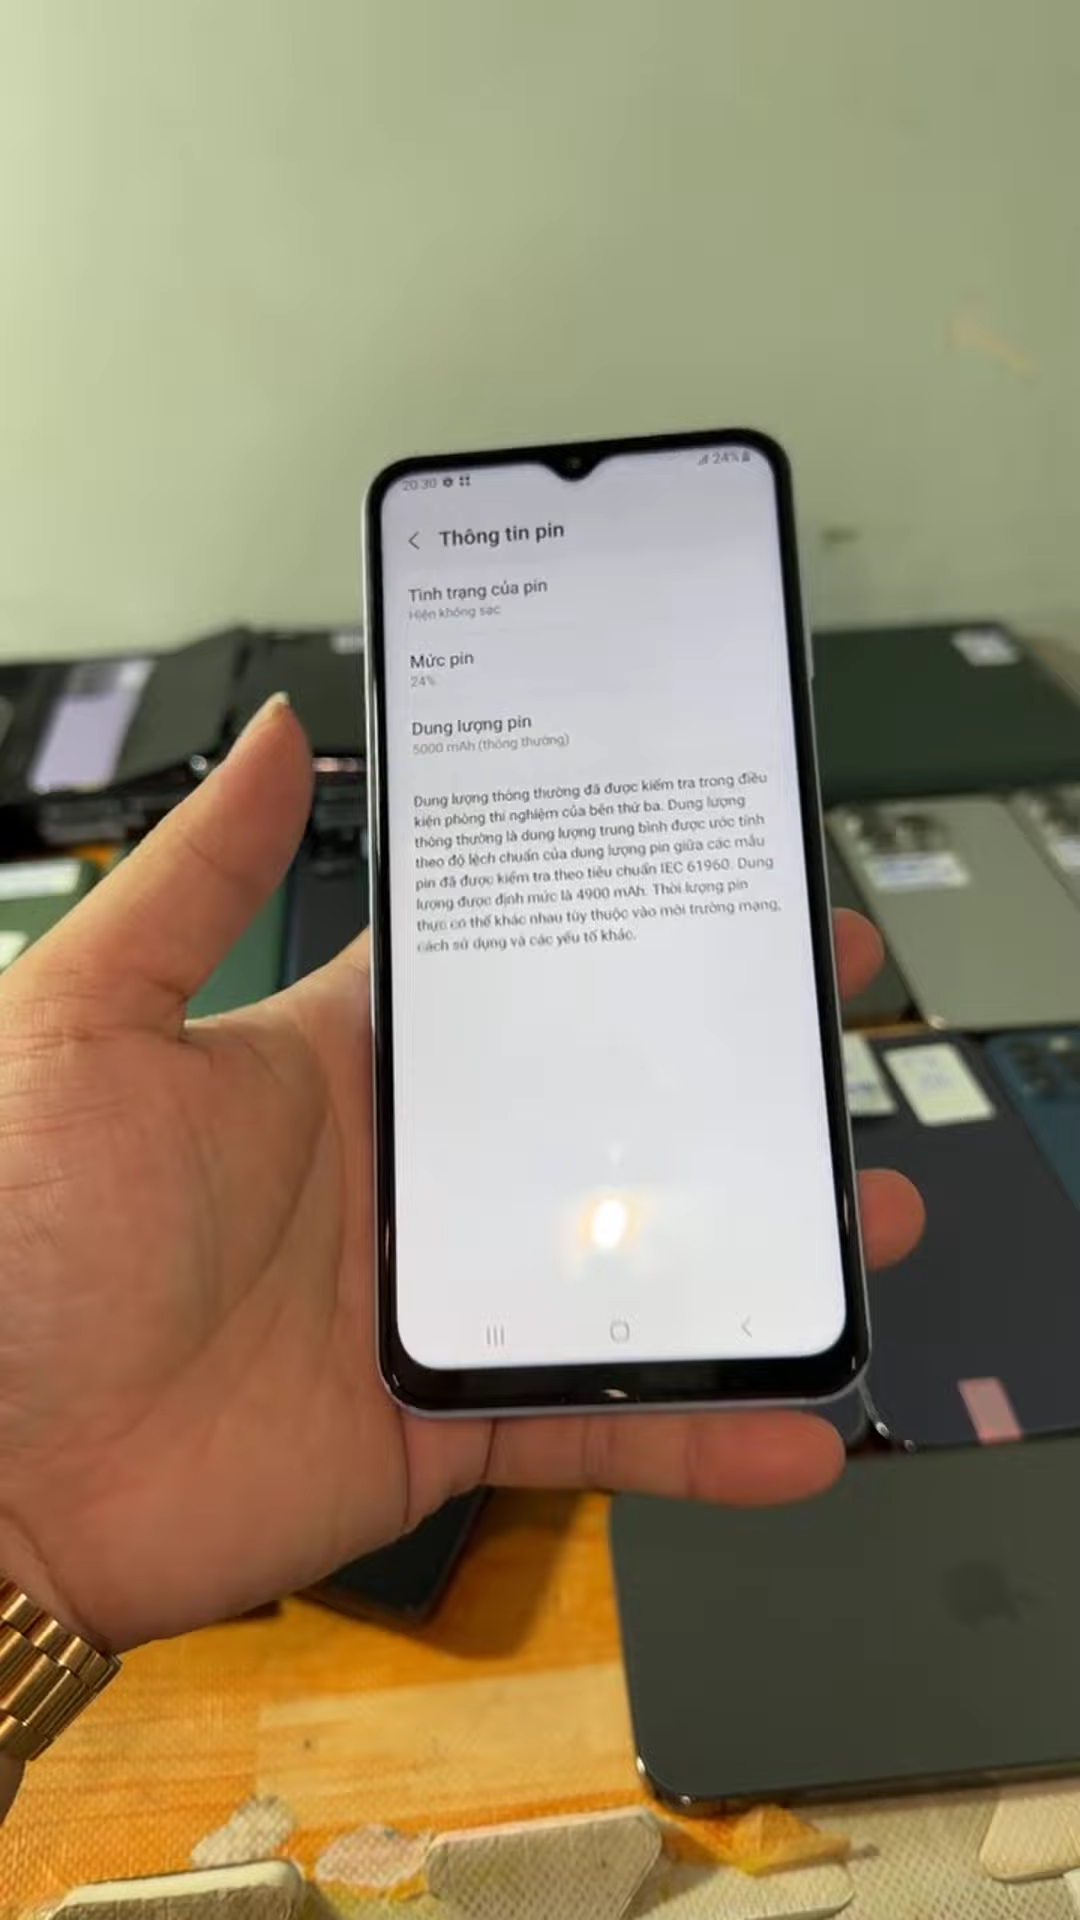 20:30
24%
Thông tin pin
Tình trạng của pin
Hiện không sạc
Mức pin
24%
Dung lượng pin
5000 mAh (thông thường)
Dung lượng thông thường đã được kiểm tra trong điều
kiện phòng thí nghiệm của bên thứ ba. Dung lượng
thông thường là dung lượng trung bình được ước tính
theo độ lệch chuẩn của dung lượng pin giữa các mẫu
pin đã được kiểm tra theo tiêu chuẩn IEC 61960. Dung
lượng được định mức là 4900 mAh. Thời lượng pin
thực có thể khác nhau tùy thuộc vào môi trường mạng,
cách sử dụng và các yếu tố khác.